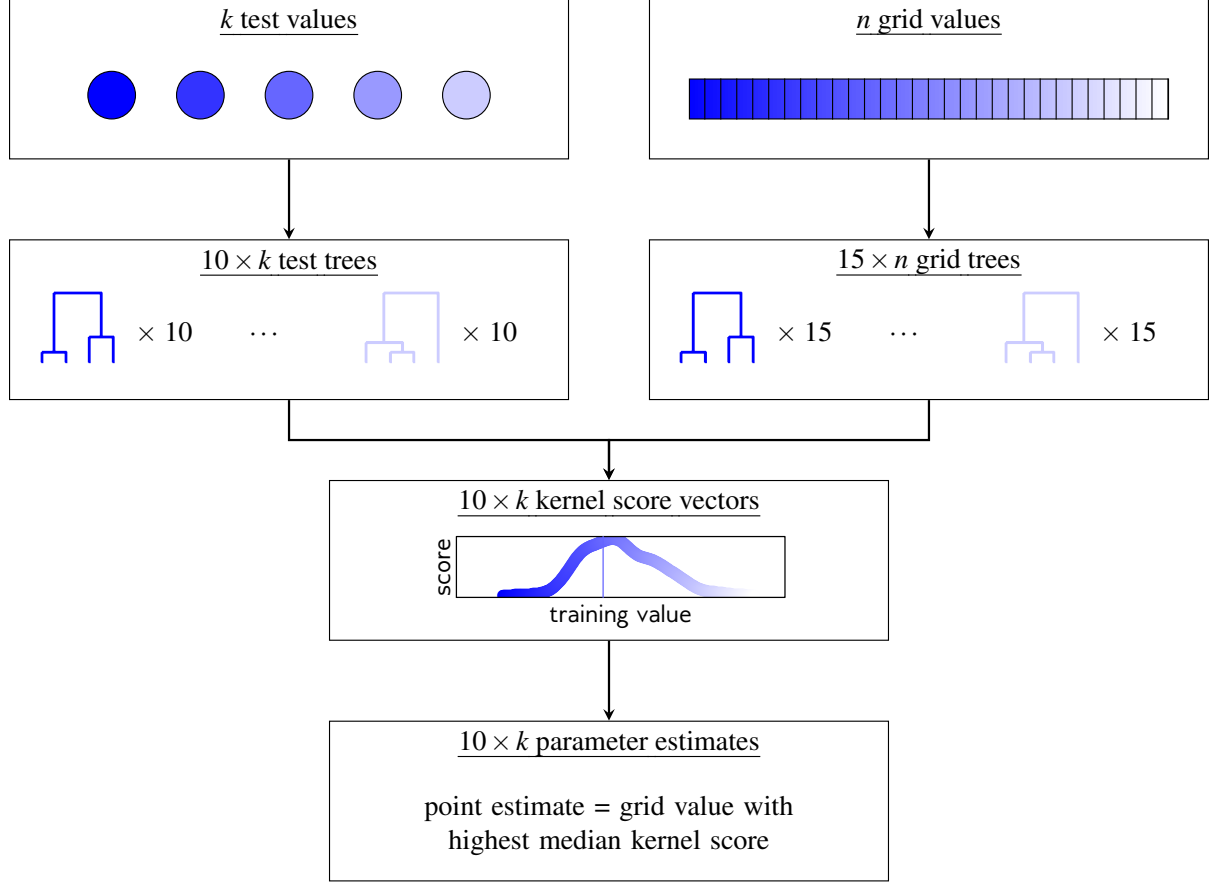 k test values
n grid values
10 × k test trees
15 × n grid trees
× 10
···
× 10
× 15
···
× 15
10 × k kernel score vectors
score
training value
10 × k parameter estimates
point estimate = grid value with
highest median kernel score